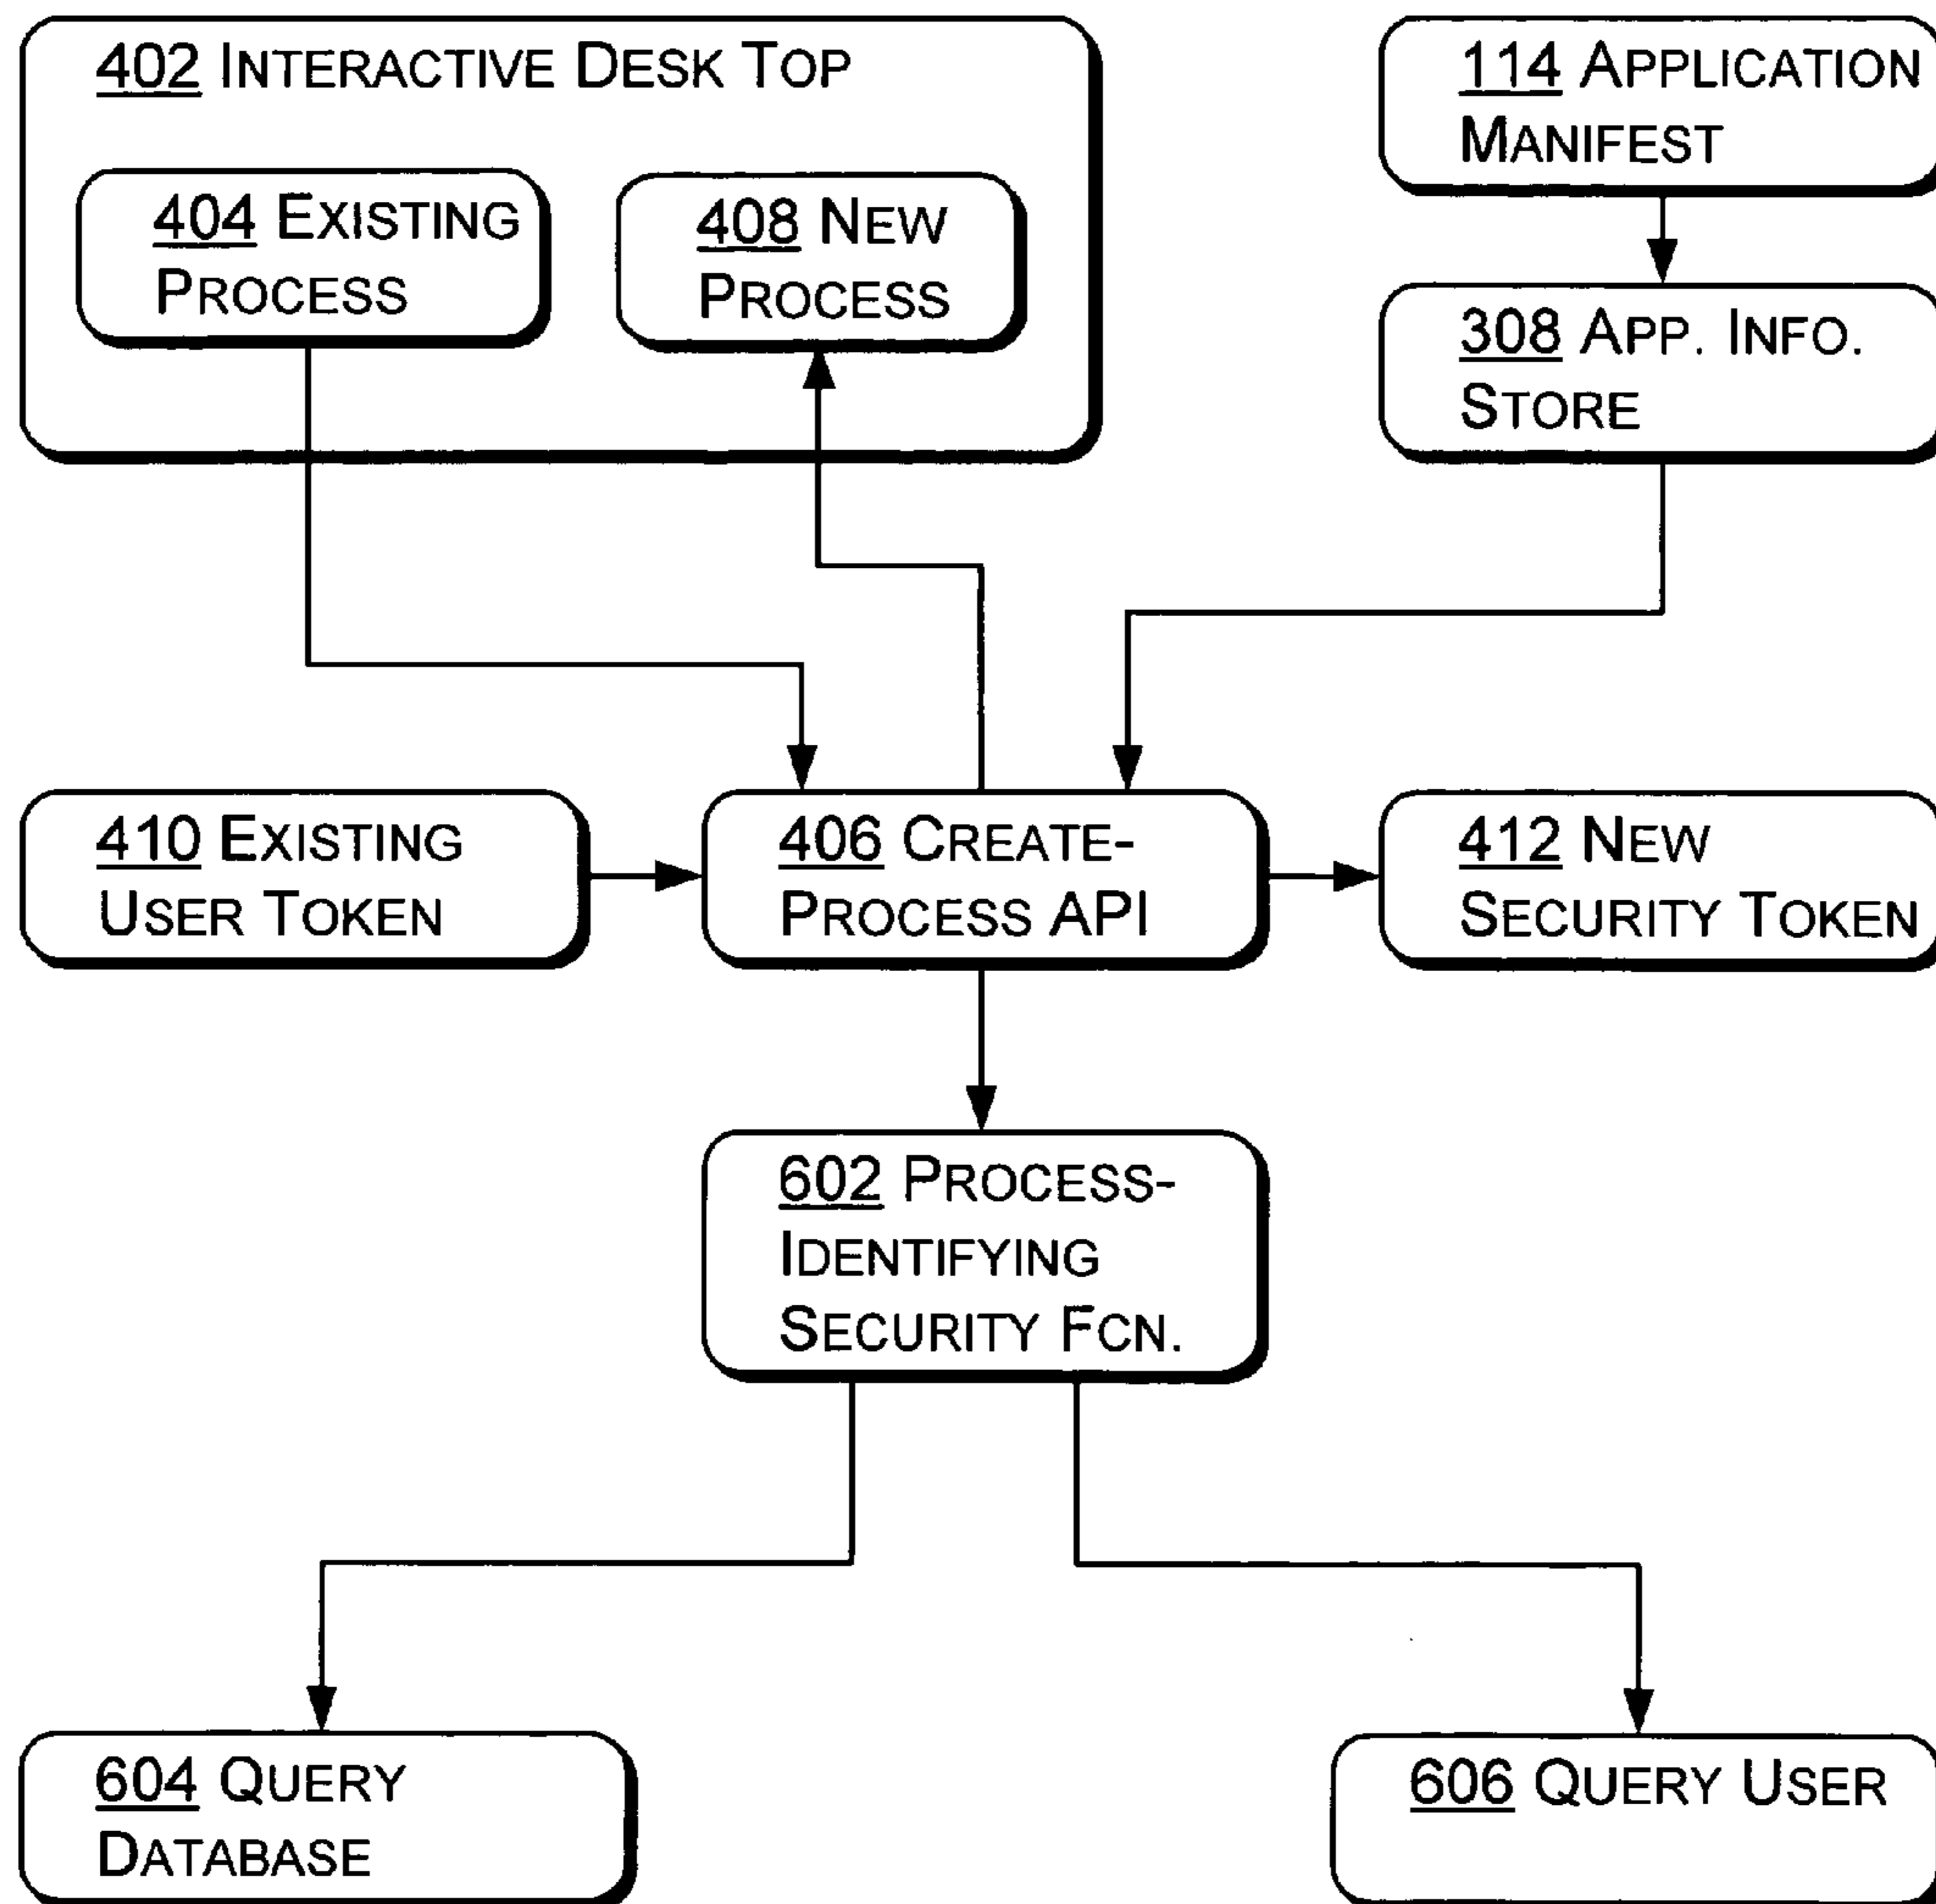 402 INTERACTIVE DESK TOP
404 EXISTING
PROCESS
408 NEW
PROCESS
114 APPLICATION
MANIFEST
308 APP. INFO.
STORE
410 EXISTING
USER TOKEN
406 CREATE-
PROCESS API
412 NEW
SECURITY TOKEN
602 PROCESS-
IDENTIFYING
SECURITY FCN.
604 QUERY
DATABASE
606 QUERY USER